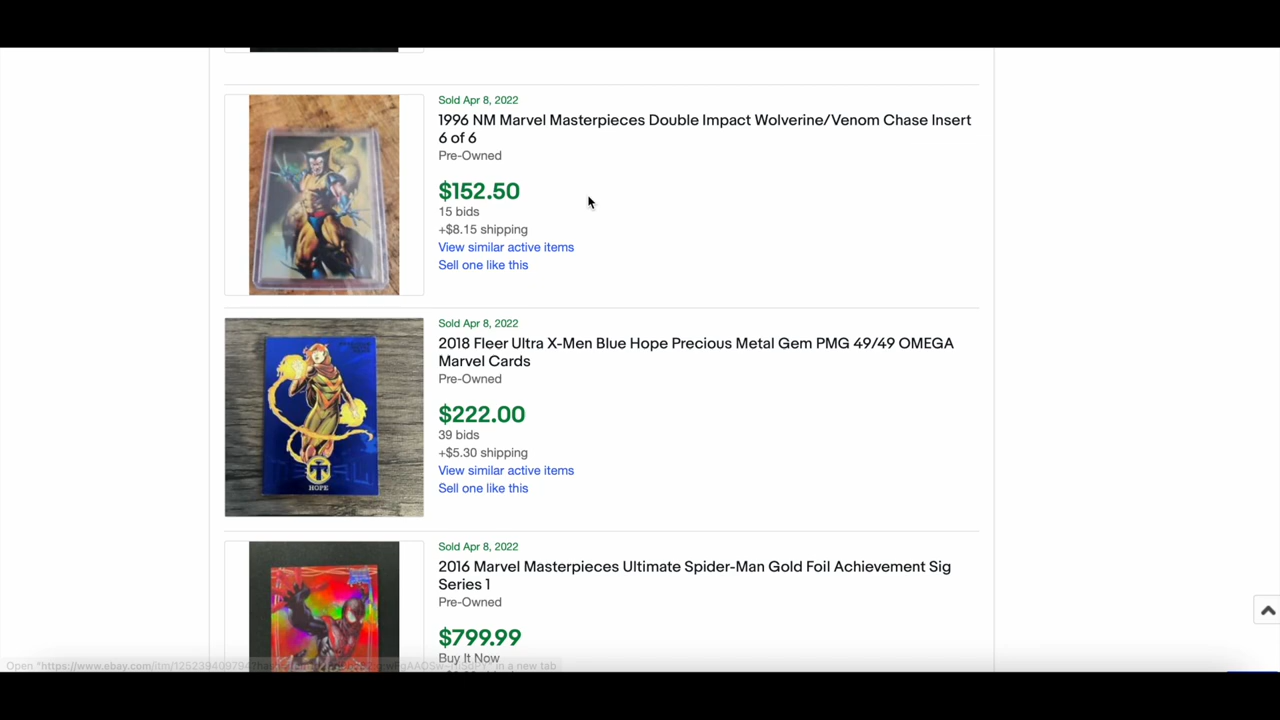 Sold Apr 8, 2022
1996 NM Marvel Masterpieces Double Impact Wolverine/Venom Chase Insert
6 of 6
Pre-Owned
$152.50
15 bids
+$8.15 shipping
View similar active items
Sell one like this
Sold Apr 8, 2022
2018 Fleer Ultra X-Men Blue Hope Precious Metal Gem PMG 49/49 OMEGA
Marvel Cards
Pre-Owned
$222.00
39 bids
+$5.30 shipping
View similar active items
Sell one like this
HOPE
Sold Apr 8, 2022
2016 Marvel Masterpieces Ultimate Spider-Man Gold Foil Achievement Sig
Series 1
Pre-Owned
$799.99
Buy It Now
in a new tab